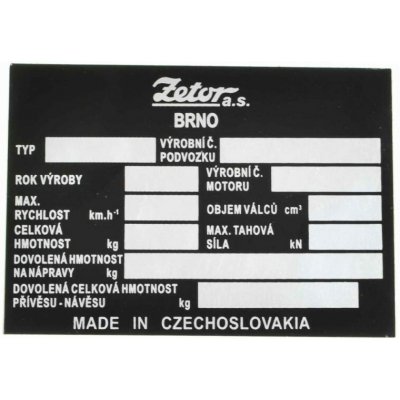 Zetor a.s.
BRNO
TYP VÝROBNÍ Č. PODVOZKU
ROK VÝROBY VÝROBNÍ Č. MOTORU
MAX. RYCHLOST km.h⁻¹ OBJEM VÁLCŮ cm³
CELKOVÁ HMOTNOST kg MAX. TAHOVÁ SÍLA kN
DOVOLENÁ HMOTNOST NA NÁPRAVY kg
DOVOLENÁ CELKOVÁ HMOTNOST PŘÍVĚSU - NÁVĚSU kg
MADE IN CZECHOSLOVAKIA